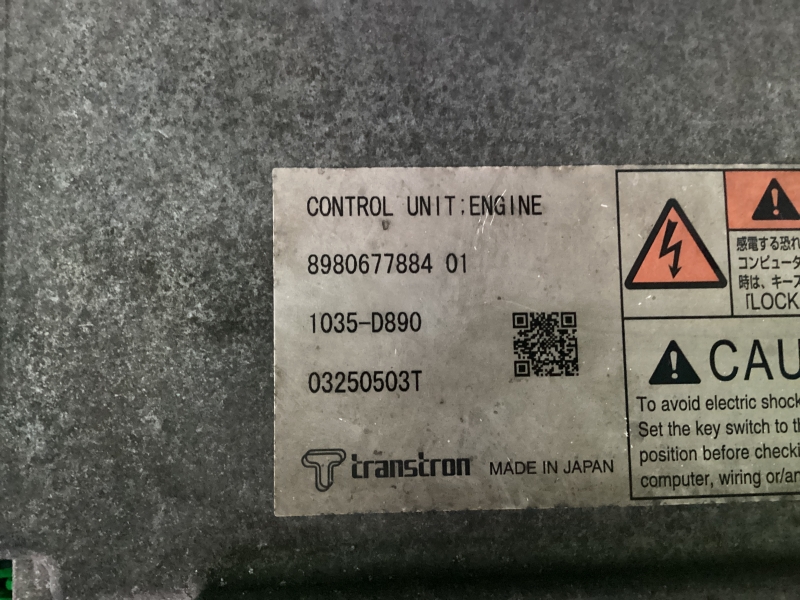 CONTROL UNIT;ENGINE
8980677884 01
1035-D890
03250503T
transtron MADE IN JAPAN
感電する恐れ
コンピュータ
時は、キース
「LOCK
CAU
To avoid electric shock
Set the key switch to th
position before checki
computer, wiring or/an